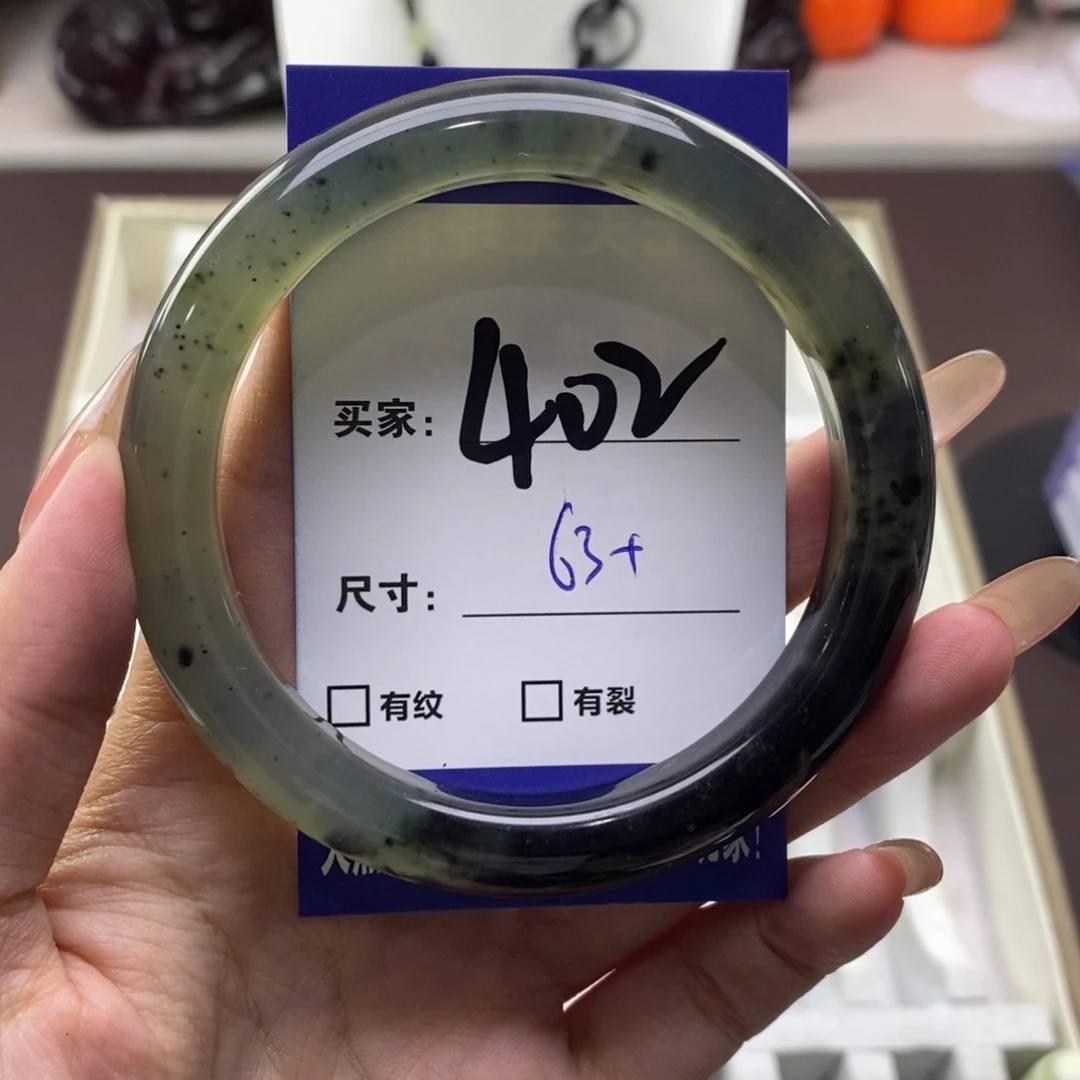 买家: 402
尺寸: 63+
□有纹 □有裂